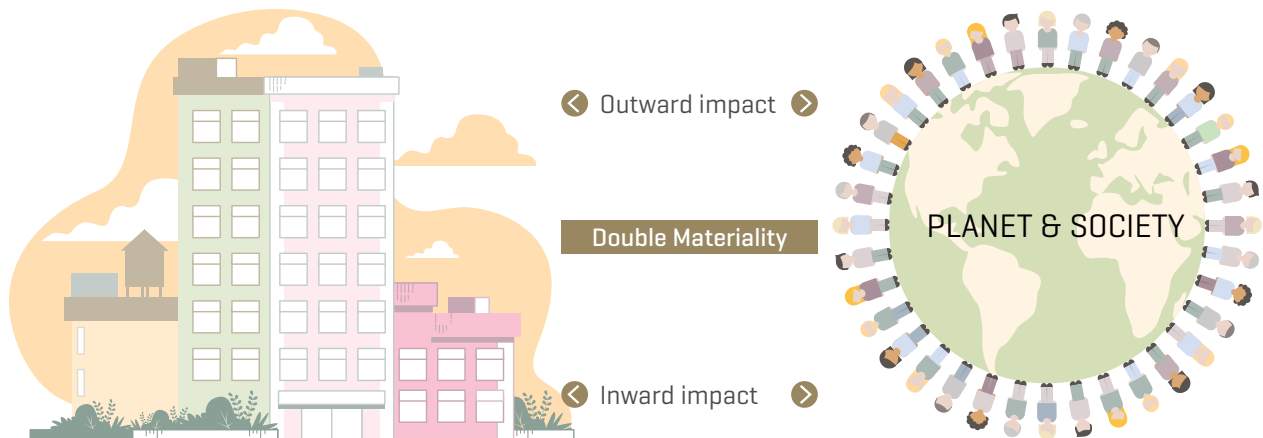 Outward impact
Double Materiality
PLANET & SOCIETY
Inward impact